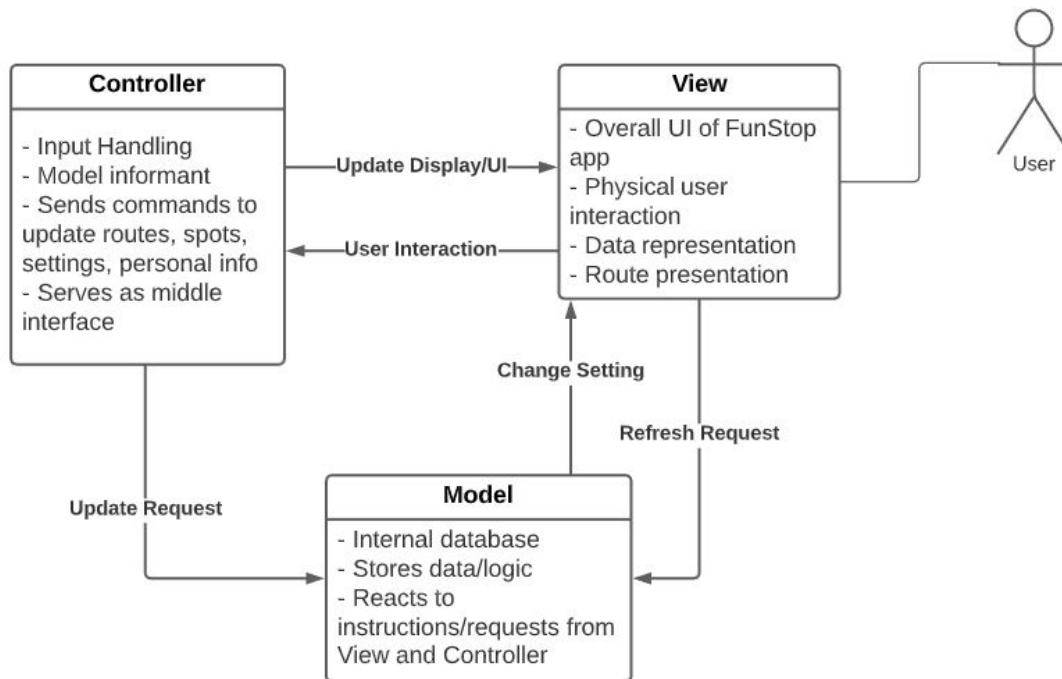 Controller
- Input Handling
- Model informant
- Sends commands to
update routes, spots,
settings, personal info
- Serves as middle
interface
Update Display/UI
User Interaction
View
- Overall UI of FunStop
app
- Physical user
interaction
- Data representation
- Route presentation
User
Change Setting
Refresh Request
Update Request
Model
- Internal database
- Stores data/logic
- Reacts to
instructions/requests from
View and Controller